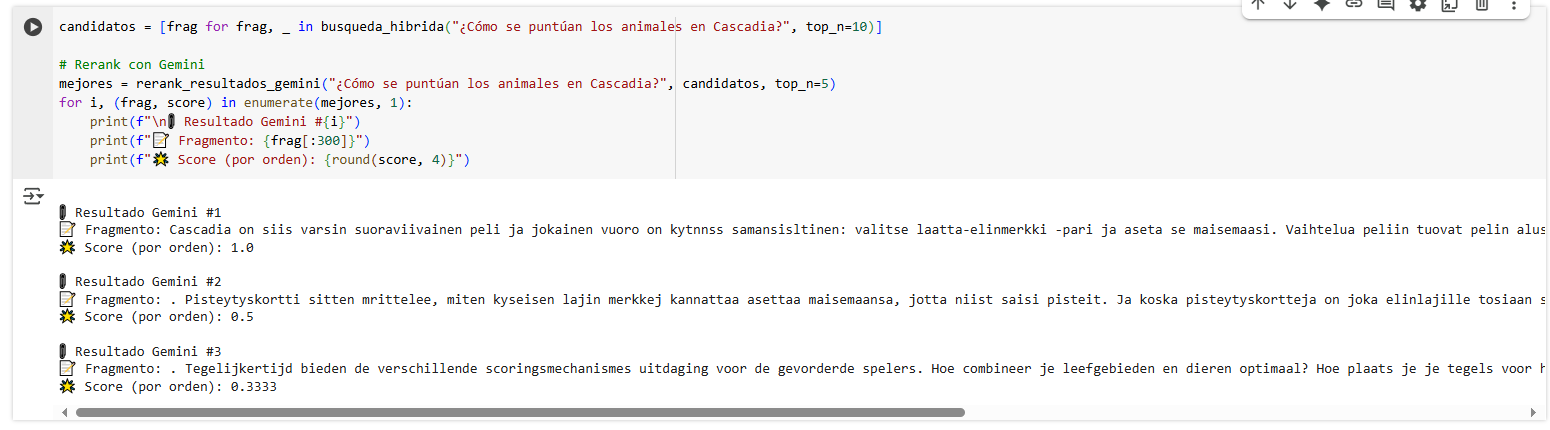 candidatos = [frag for frag, _ in busqueda_hibrida("¿Cómo se puntúan los animales en Cascadia?", top_n=10)]
# Rerank con Gemini
mejores = rerank_resultados_gemini("¿Cómo se puntúan los animales en Cascadia?", candidatos, top_n=5)
for i, (frag, score) in enumerate(mejores, 1):
    print(f"\n Resultado Gemini #{i}")
    print(f"📝 Fragmento: {frag[:300]}")
    print(f"🌟 Score (por orden): {round(score, 4)}")
Resultado Gemini #1
📝 Fragmento: Cascadia on siis varsin suoraviivainen peli ja jokainen vuoro on kytnnss samansisltinen: valitse laatta-elinmerkki -pari ja aseta se maisemaasi. Vaihtelua peliin tuovat pelin alus
🌟 Score (por orden): 1.0
Resultado Gemini #2
📝 Fragmento: . Pisteytyskortti sitten mrittelee, miten kyseisen lajin merkkej kannattaa asettaa maisemaansa, jotta niist saisi pisteit. Ja koska pisteytyskortteja on joka elinlajille tosiaan s
🌟 Score (por orden): 0.5
Resultado Gemini #3
📝 Fragmento: . Tegelijkertijd bieden de verschillende scoringsmechanismes uitdaging voor de gevorderde spelers. Hoe combineer je leefgebieden en dieren optimaal? Hoe plaats je je tegels voor h
🌟 Score (por orden): 0.3333